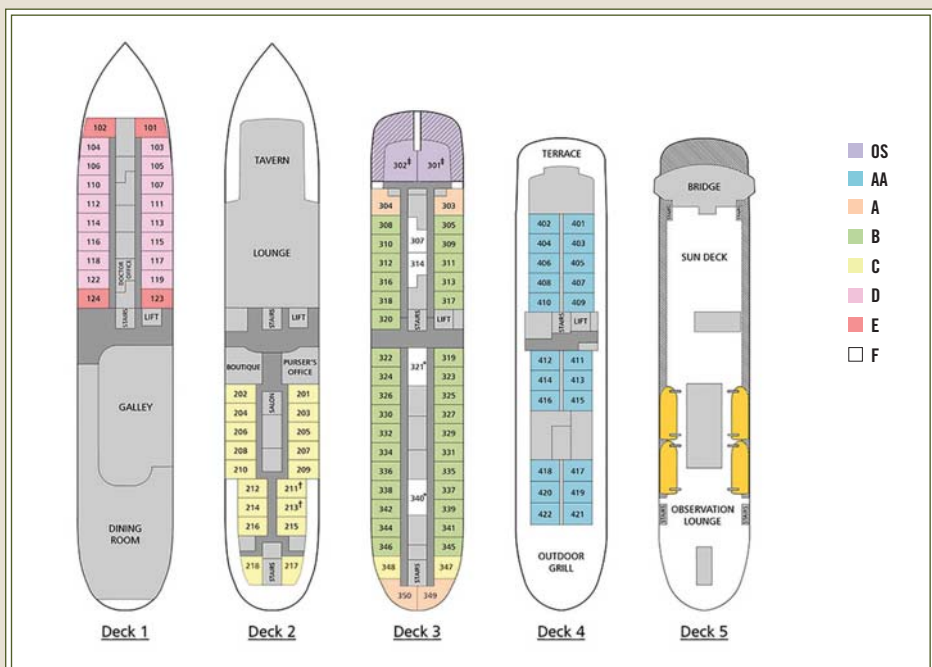 102 101
104 103
106 105
110 107
112 111
114 113
116 115
118 117
DOCTOR
OFFICE
122 119
124 123
STAIRS LIFT
GALLEY
DINING
ROOM
Deck 1
TAVERN
LOUNGE
STAIRS LIFT
BOUTIQUE
PURSER'S
OFFICE
202 201
SALON
204 203
206 205
208 207
210 209
212 211†
214 213†
216 215
218 STAIRS 217
Deck 2
302‡ 301‡
304 303
308 305
310 307 309
312 314 311
316 313
318 317
320 STAIRS LIFT
322 321* 319
324 323
326 325
330 327
332 329
334 331
336 335
338 337
342 340* 339
344 341
346 345
348 STAIRS 347
350 349
Deck 3
TERRACE
402 401
404 403
406 405
408 407
410 409
STAIRS LIFT
412 411
414 413
416 415
418 417
420 419
422 421
OUTDOOR
GRILL
Deck 4
BRIDGE
STAIRS STAIRS
SUN DECK
STAIRS STAIRS
OBSERVATION
LOUNGE
Deck 5
OS
AA
A
B
C
D
E
F